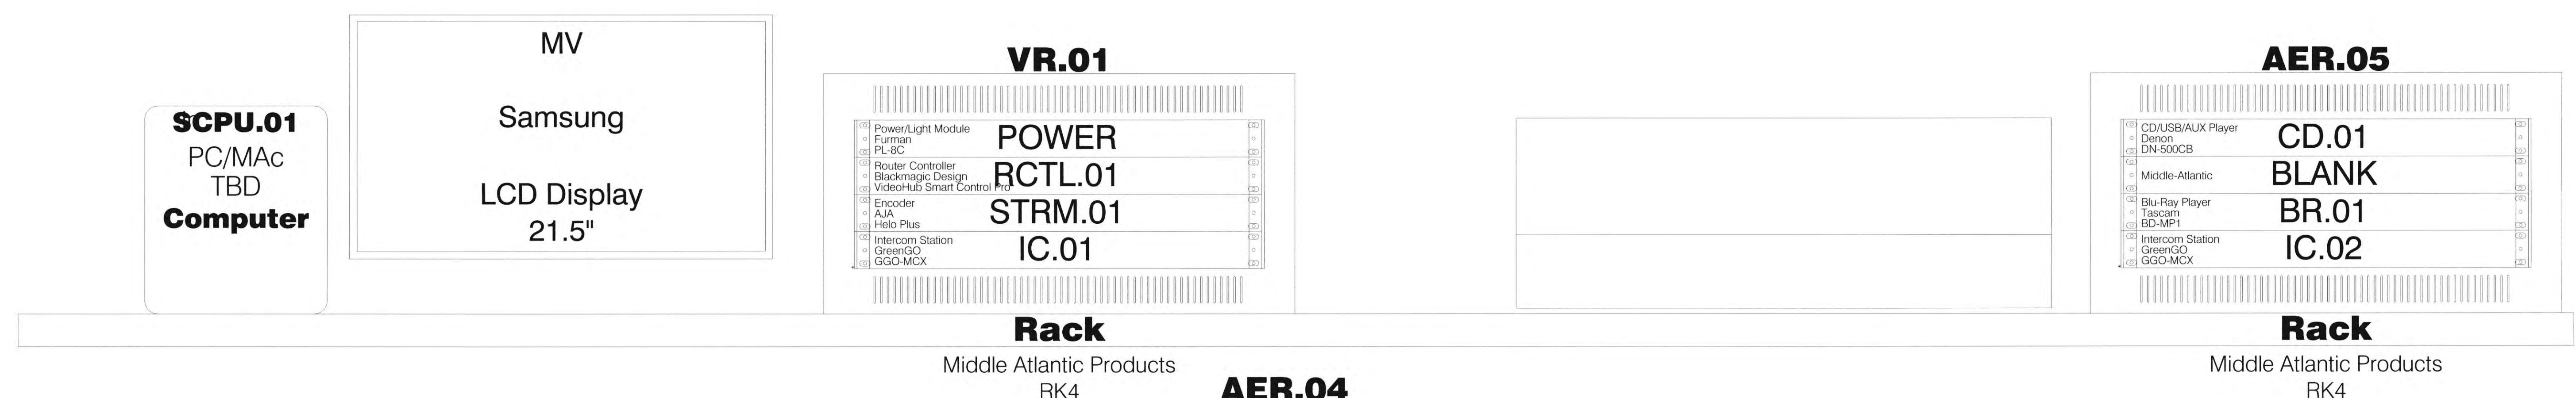 SCPU.01
PC/MAc
TBD
Computer
MV
Samsung
LCD Display
21.5"
VR.01
Power/Light Module
Furman
PL-8C
POWER
Router Controller
Blackmagic Design
VideoHub Smart Control Pro
RCTL.01
Encoder
AJA
Helo Plus
STRM.01
Intercom Station
GreenGO
GGO-MCX
IC.01
Rack
Middle Atlantic Products
RK4
AER.04
AER.05
CD/USB/AUX Player
Denon
DN-500CB
CD.01
Middle-Atlantic
BLANK
Blu-Ray Player
Tascam
BD-MP1
BR.01
Intercom Station
GreenGO
GGO-MCX
IC.02
Rack
Middle Atlantic Products
RK4